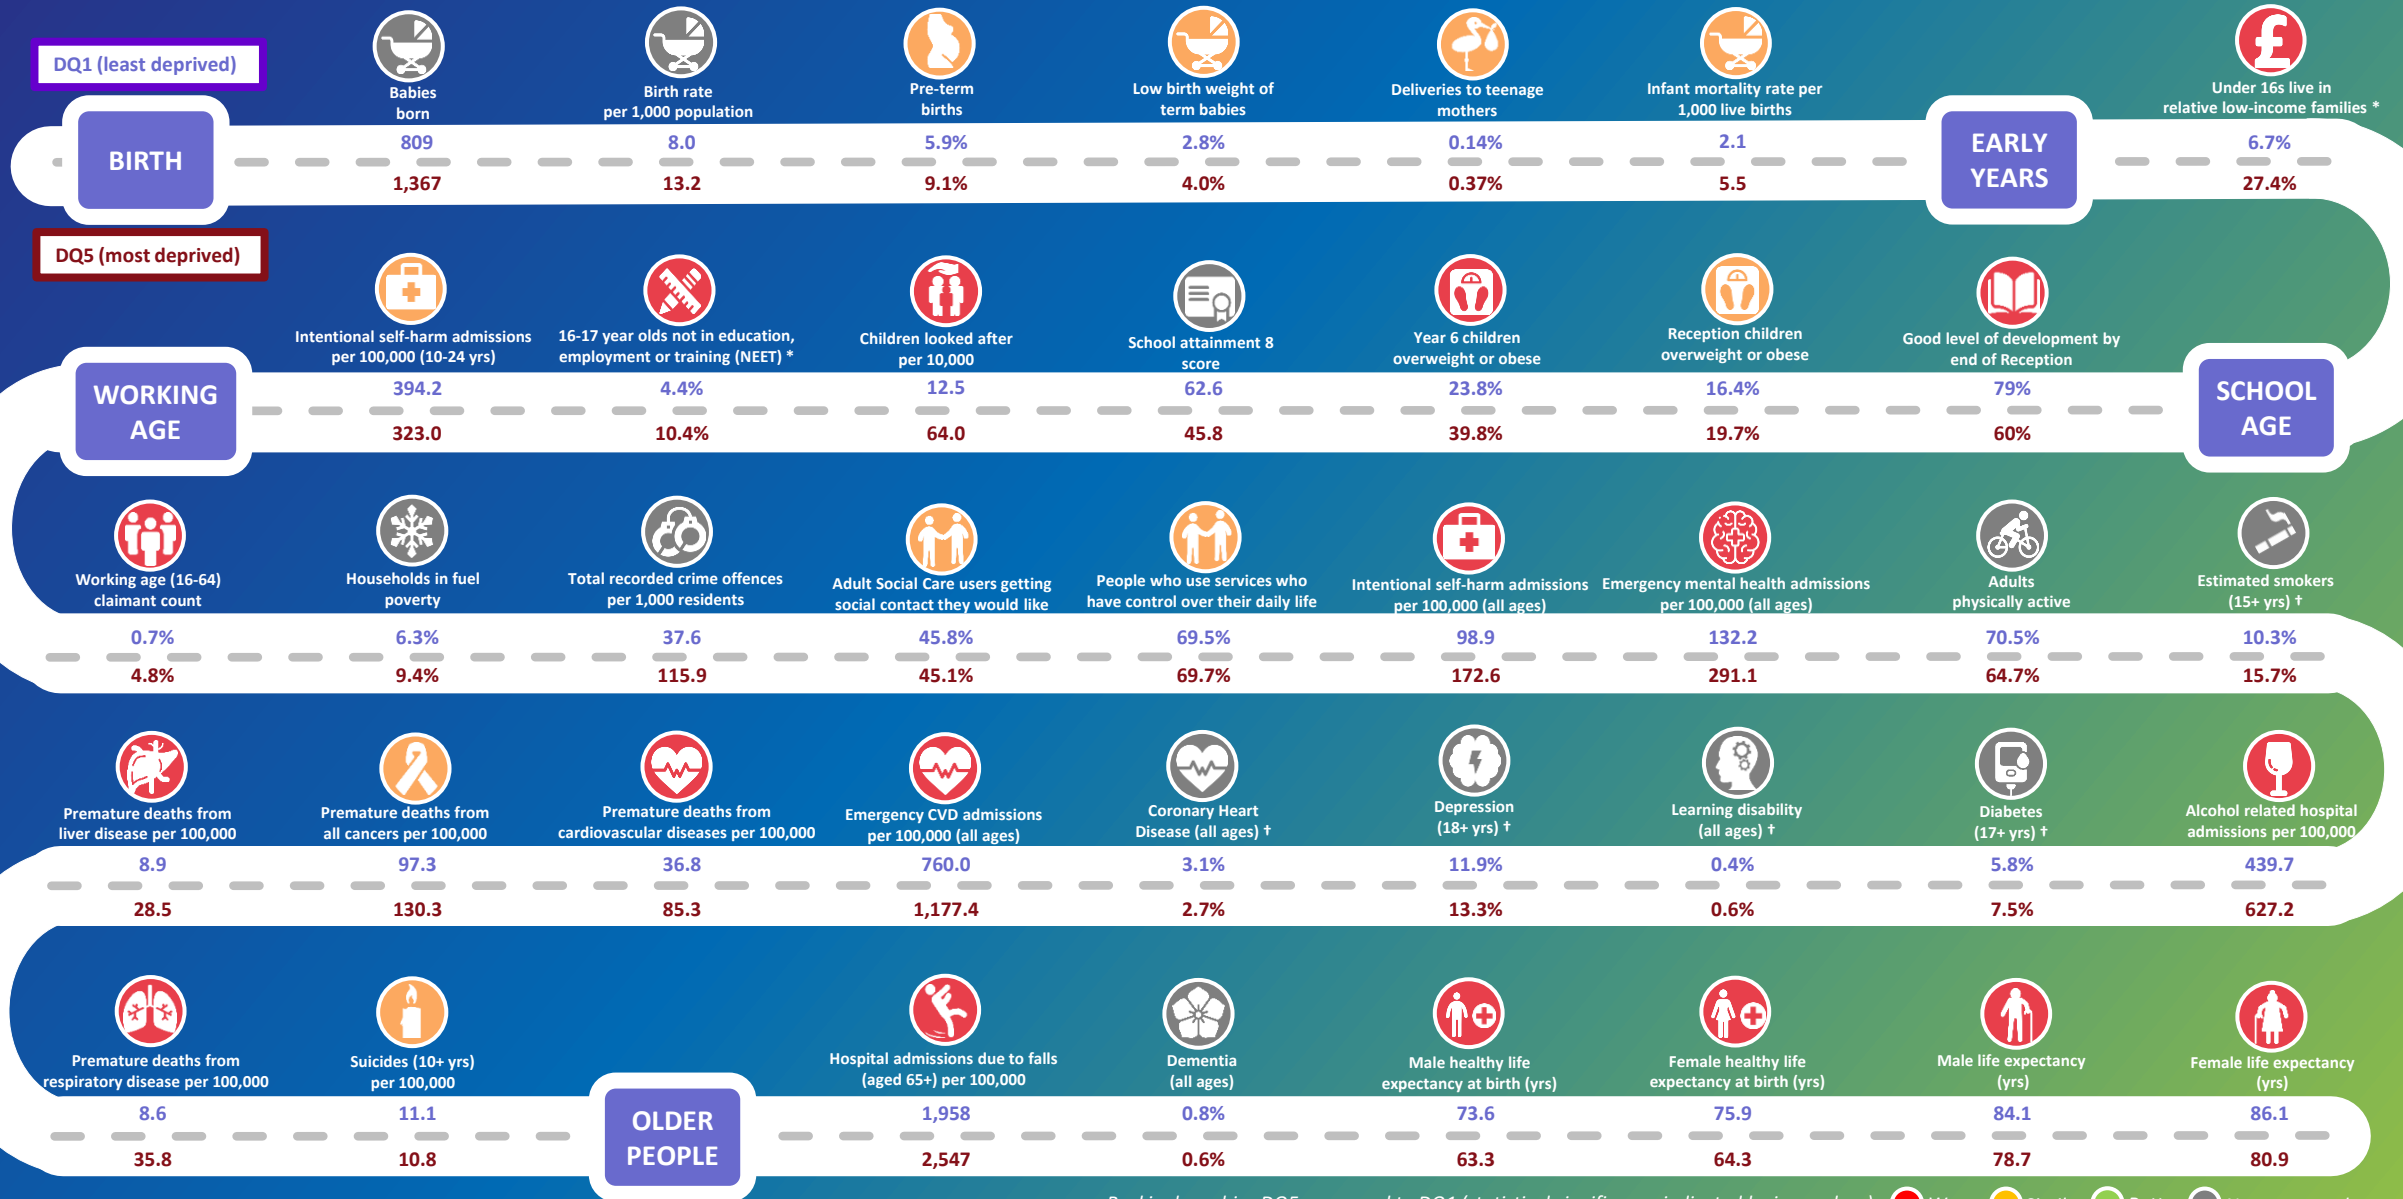 DQ1 (least deprived)
BIRTH
DQ5 (most deprived)
Babies
born
809
1,367
Birth rate
per 1,000 population
8.0
13.2
Pre-term
births
5.9%
9.1%
Low birth weight of
term babies
2.8%
4.0%
Deliveries to teenage
mothers
0.14%
0.37%
Infant mortality rate per
1,000 live births
2.1
5.5
EARLY
YEARS
Under 16s live in
relative low-income families *
6.7%
27.4%
WORKING
AGE
Intentional self-harm admissions
per 100,000 (10-24 yrs)
394.2
323.0
16-17 year olds not in education,
employment or training (NEET) *
4.4%
10.4%
Children looked after
per 10,000
12.5
64.0
School attainment 8
score
62.6
45.8
Year 6 children
overweight or obese
23.8%
39.8%
Reception children
overweight or obese
16.4%
19.7%
Good level of development by
end of Reception
79%
60%
SCHOOL
AGE
Working age (16-64)
claimant count
0.7%
4.8%
Households in fuel
poverty
6.3%
9.4%
Total recorded crime offences
per 1,000 residents
37.6
115.9
Adult Social Care users getting
social contact they would like
45.8%
45.1%
People who use services who
have control over their daily life
69.5%
69.7%
Intentional self-harm admissions
per 100,000 (all ages)
98.9
172.6
Emergency mental health admissions
per 100,000 (all ages)
132.2
291.1
Adults
physically active
70.5%
64.7%
Estimated smokers
(15+ yrs) †
10.3%
15.7%
Premature deaths from
liver disease per 100,000
8.9
28.5
Premature deaths from
all cancers per 100,000
97.3
130.3
Premature deaths from
cardiovascular diseases per 100,000
36.8
85.3
Emergency CVD admissions
per 100,000 (all ages)
760.0
1,177.4
Coronary Heart
Disease (all ages) †
3.1%
2.7%
Depression
(18+ yrs) †
11.9%
13.3%
Learning disability
(all ages) †
0.4%
0.6%
Diabetes
(17+ yrs) †
5.8%
7.5%
Alcohol related hospital
admissions per 100,000
439.7
627.2
Premature deaths from
respiratory disease per 100,000
8.6
35.8
Suicides (10+ yrs)
per 100,000
11.1
10.8
OLDER
PEOPLE
Hospital admissions due to falls
(aged 65+) per 100,000
1,958
2,547
Dementia
(all ages)
0.8%
0.6%
Male healthy life
expectancy at birth (yrs)
73.6
63.3
Female healthy life
expectancy at birth (yrs)
75.9
64.3
Male life expectancy
(yrs)
84.1
78.7
Female life expectancy
(yrs)
86.1
80.9